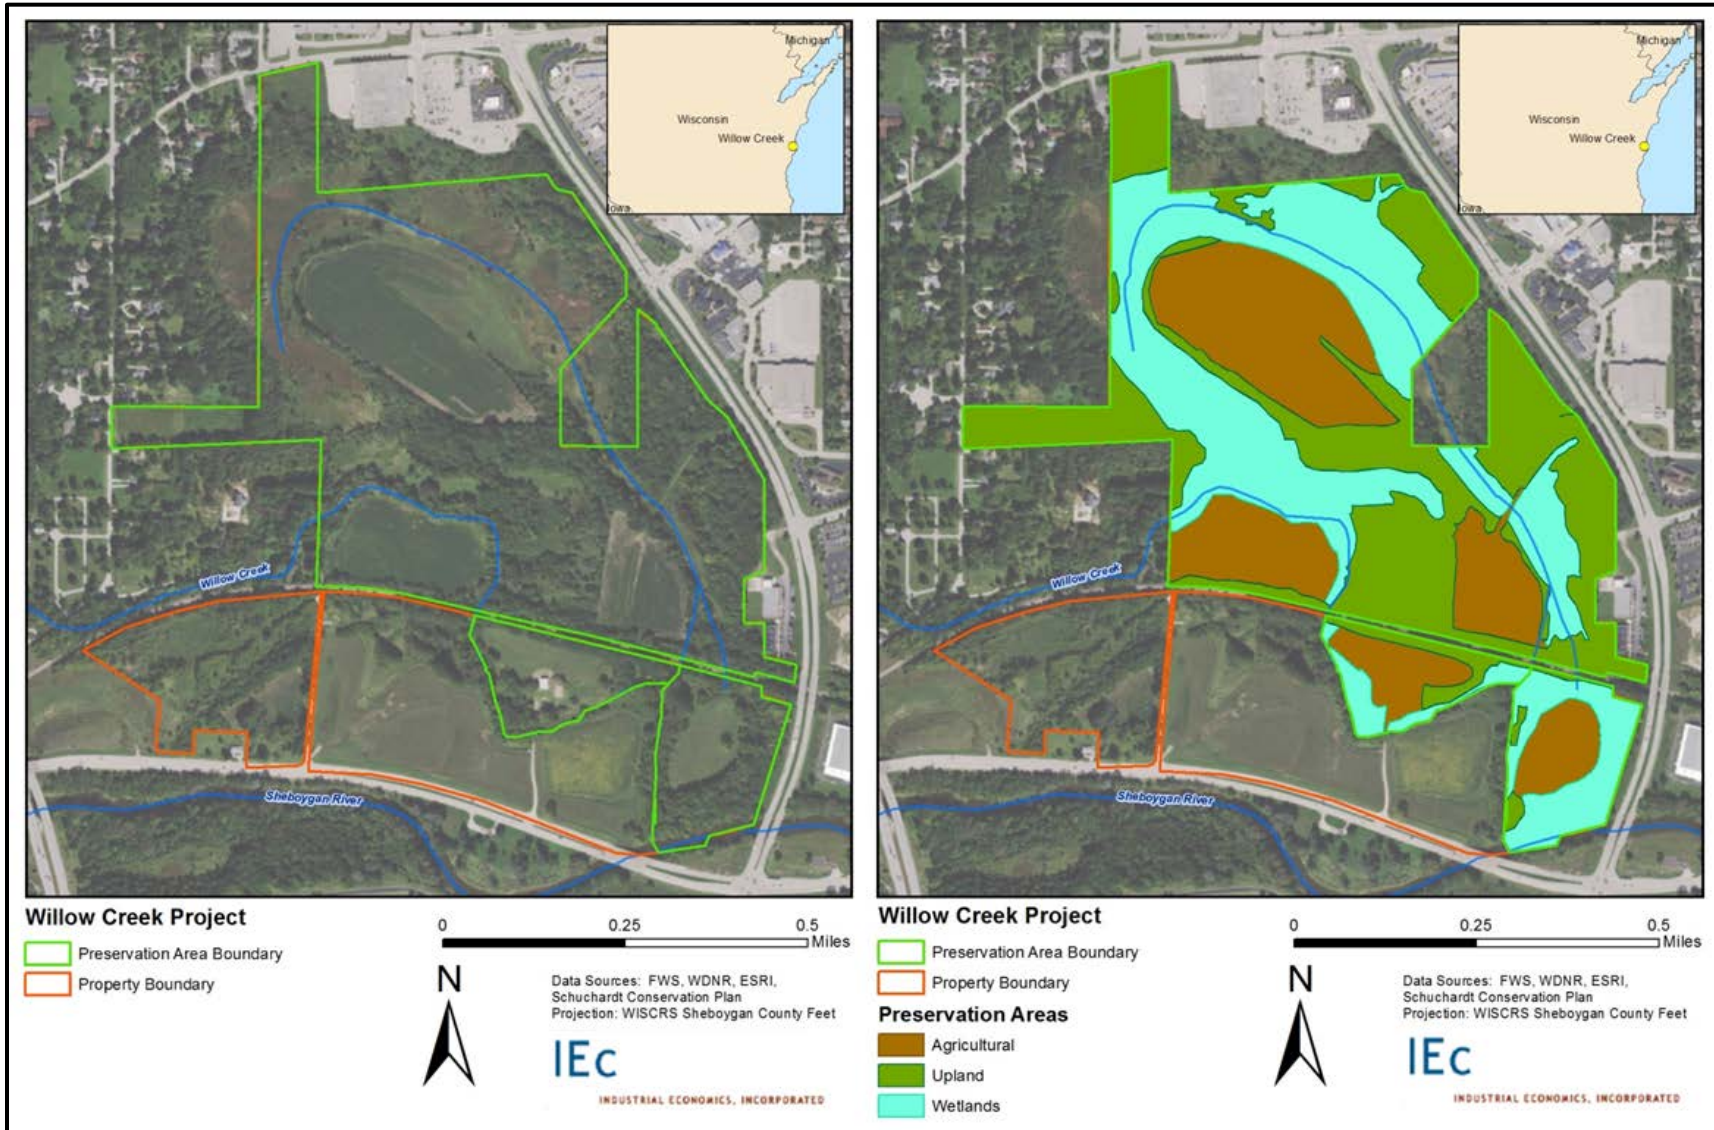 Michigan
Wisconsin
Willow Creek
Iowa
Willow Creek
Sheboygan River
Willow Creek Project
Preservation Area Boundary
Property Boundary
0 0.25 0.5
Miles
N
Data Sources: FWS, WDNR, ESRI,
Schuchardt Conservation Plan
Projection: WISCRS Sheboygan County Feet
IEc
INDUSTRIAL ECONOMICS, INCORPORATED
Michigan
Wisconsin
Willow Creek
Iowa
Willow Creek
Sheboygan River
Willow Creek Project
Preservation Area Boundary
Property Boundary
Preservation Areas
Agricultural
Upland
Wetlands
0 0.25 0.5
Miles
N
Data Sources: FWS, WDNR, ESRI,
Schuchardt Conservation Plan
Projection: WISCRS Sheboygan County Feet
IEc
INDUSTRIAL ECONOMICS, INCORPORATED